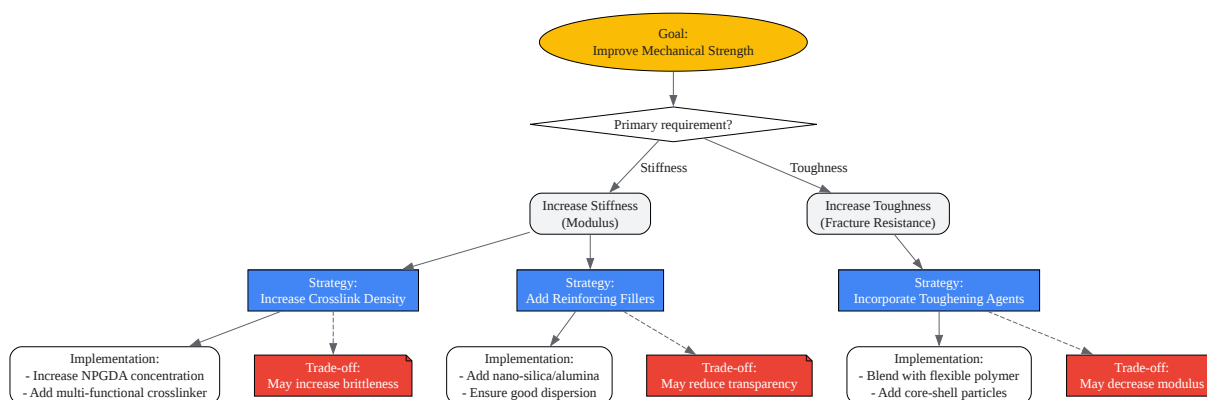 Goal:
Improve Mechanical Strength
Primary requirement?
Stiffness
Toughness
Increase Stiffness
(Modulus)
Increase Toughness
(Fracture Resistance)
Strategy:
Increase Crosslink Density
Strategy:
Add Reinforcing Fillers
Strategy:
Incorporate Toughening Agents
Implementation:
- Increase NPGDA concentration
- Add multi-functional crosslinker
Trade-off:
May increase brittleness
Implementation:
- Add nano-silica/alumina
- Ensure good dispersion
Trade-off:
May reduce transparency
Implementation:
- Blend with flexible polymer
- Add core-shell particles
Trade-off:
May decrease modulus